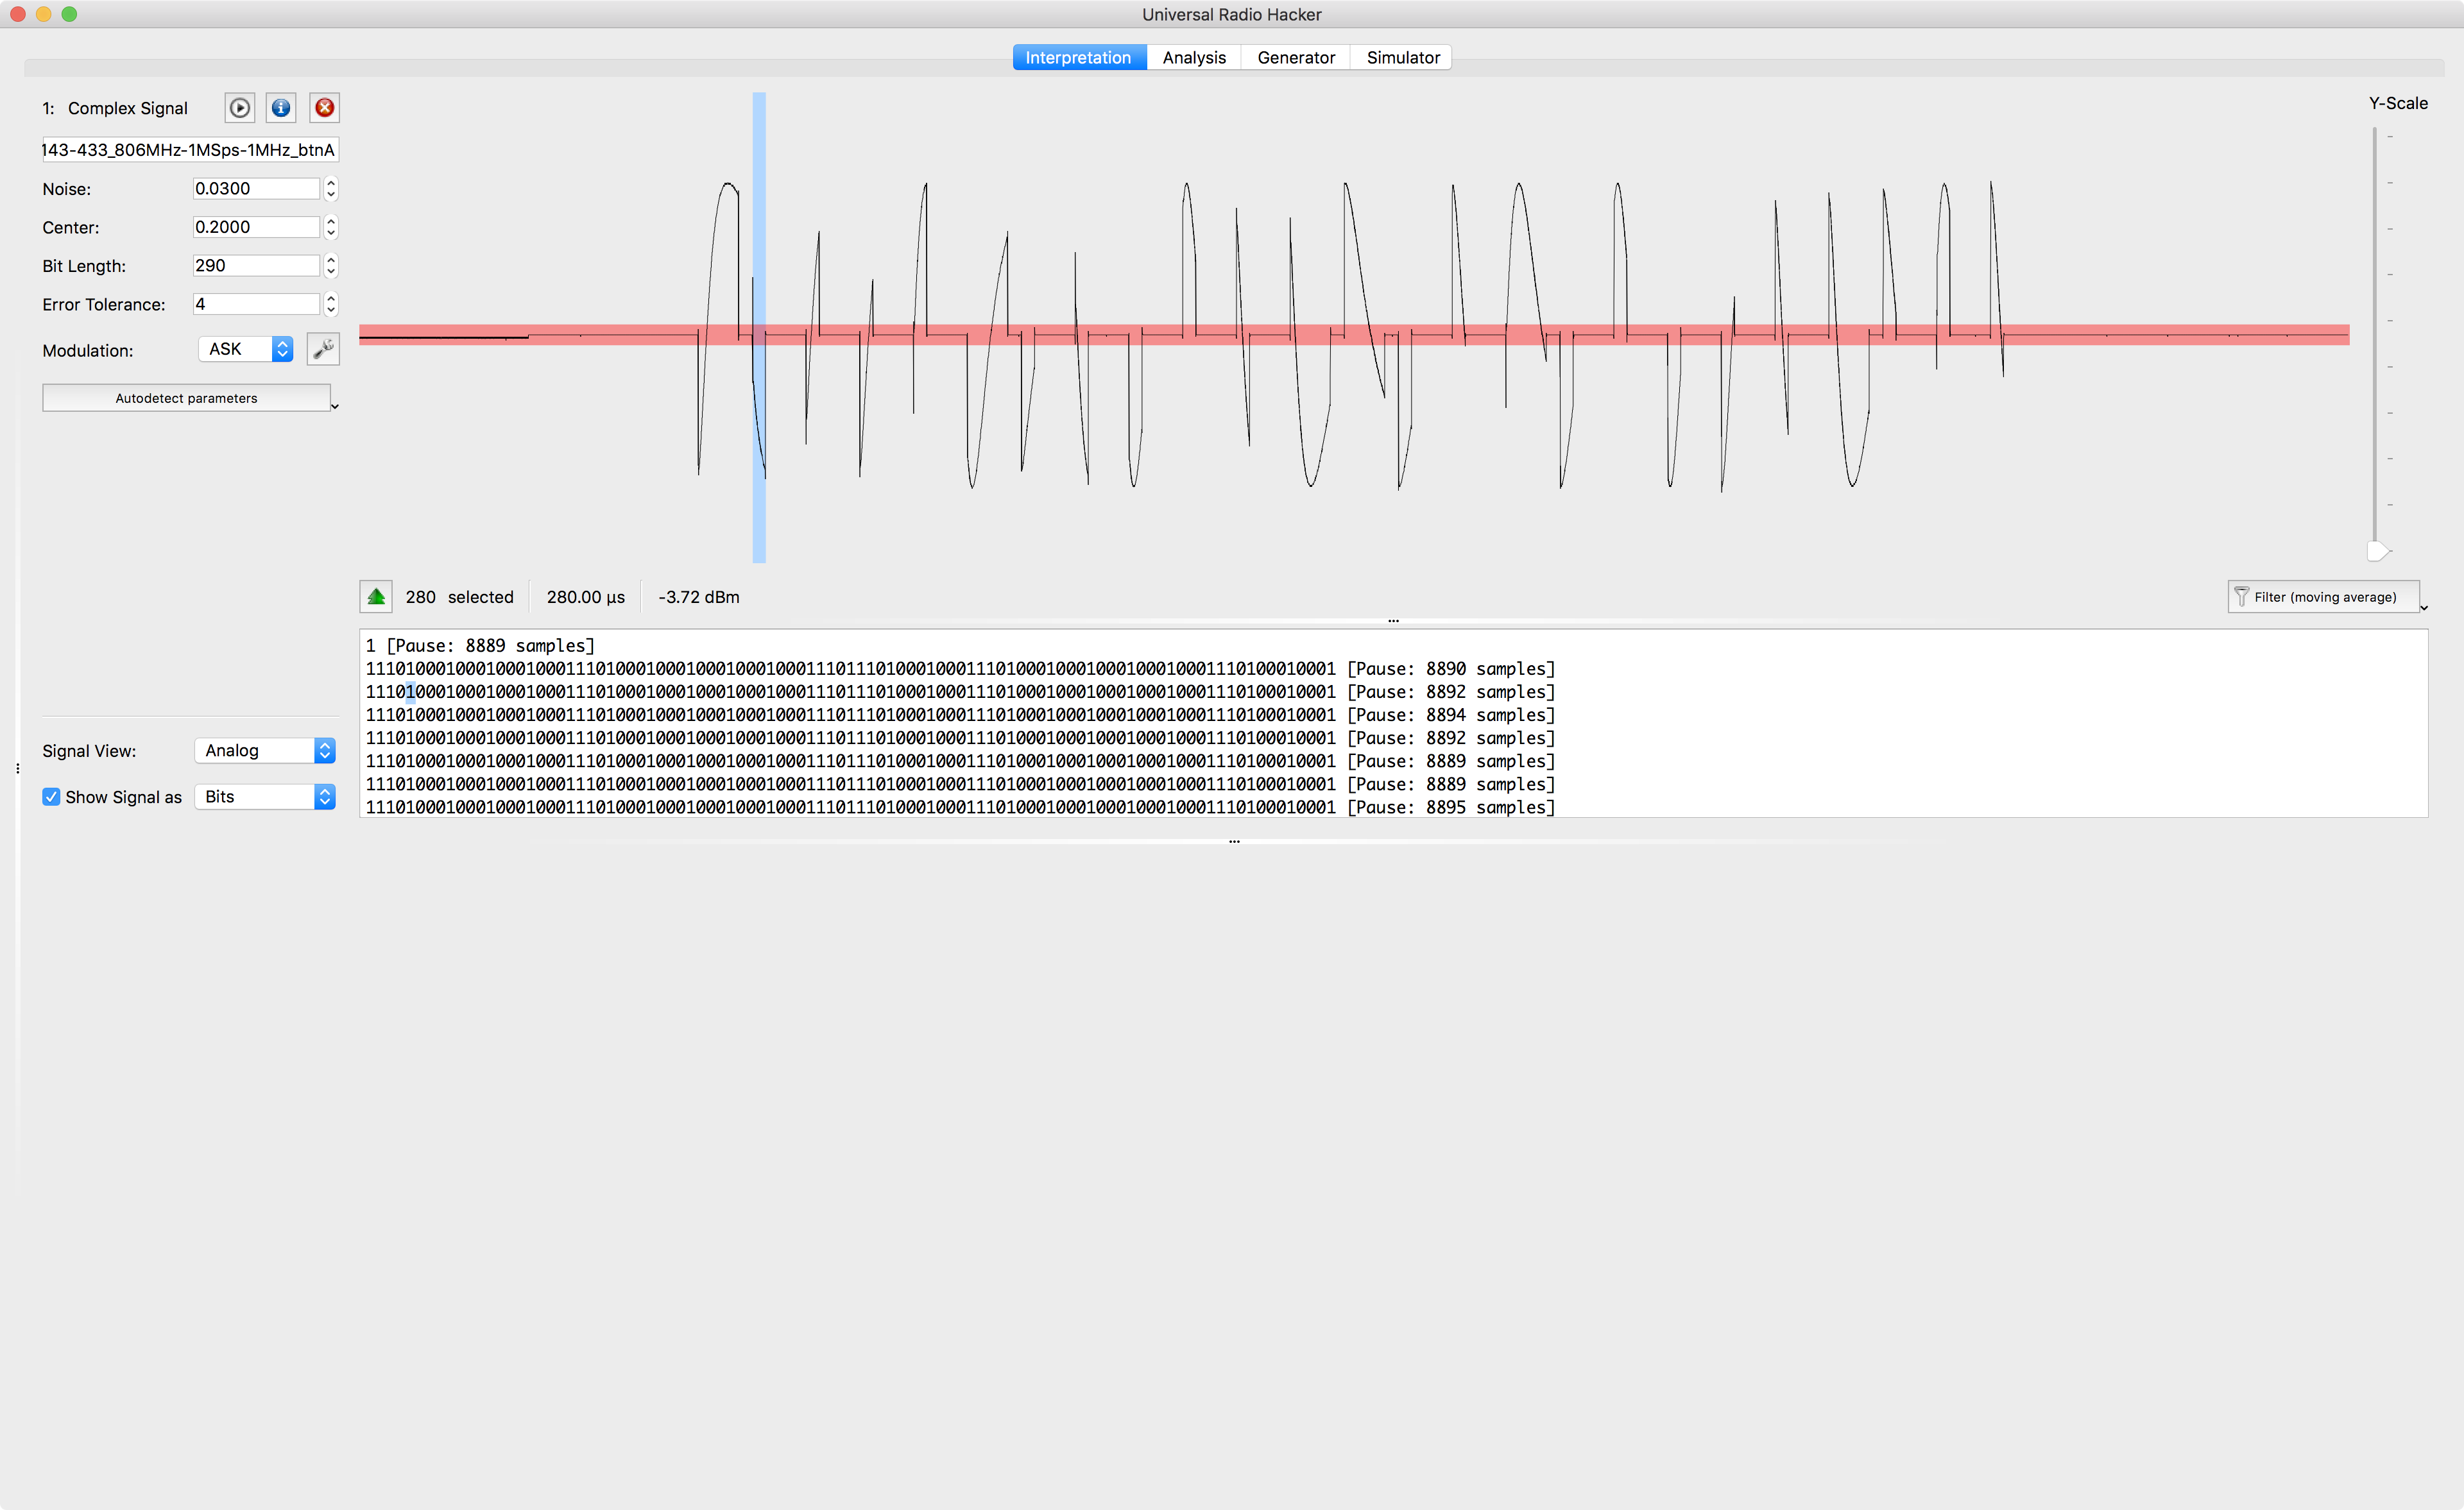 Universal Radio Hacker
Interpretation Analysis Generator Simulator
1: Complex Signal
143-433_806MHz-1MSps-1MHz_btnA
Noise: 0.0300
Center: 0.2000
Bit Length: 290
Error Tolerance: 4
Modulation: ASK
Autodetect parameters
Y-Scale
280 selected 280.00 µs -3.72 dBm
Filter (moving average)
1 [Pause: 8889 samples]
1110100010001000100011101000100010001000100011101110100010001110100010001000100010001110100010001 [Pause: 8890 samples]
1110100010001000100011101000100010001000100011101110100010001110100010001000100010001110100010001 [Pause: 8892 samples]
1110100010001000100011101000100010001000100011101110100010001110100010001000100010001110100010001 [Pause: 8894 samples]
1110100010001000100011101000100010001000100011101110100010001110100010001000100010001110100010001 [Pause: 8892 samples]
1110100010001000100011101000100010001000100011101110100010001110100010001000100010001110100010001 [Pause: 8889 samples]
1110100010001000100011101000100010001000100011101110100010001110100010001000100010001110100010001 [Pause: 8889 samples]
1110100010001000100011101000100010001000100011101110100010001110100010001000100010001110100010001 [Pause: 8895 samples]
Signal View: Analog
Show Signal as Bits